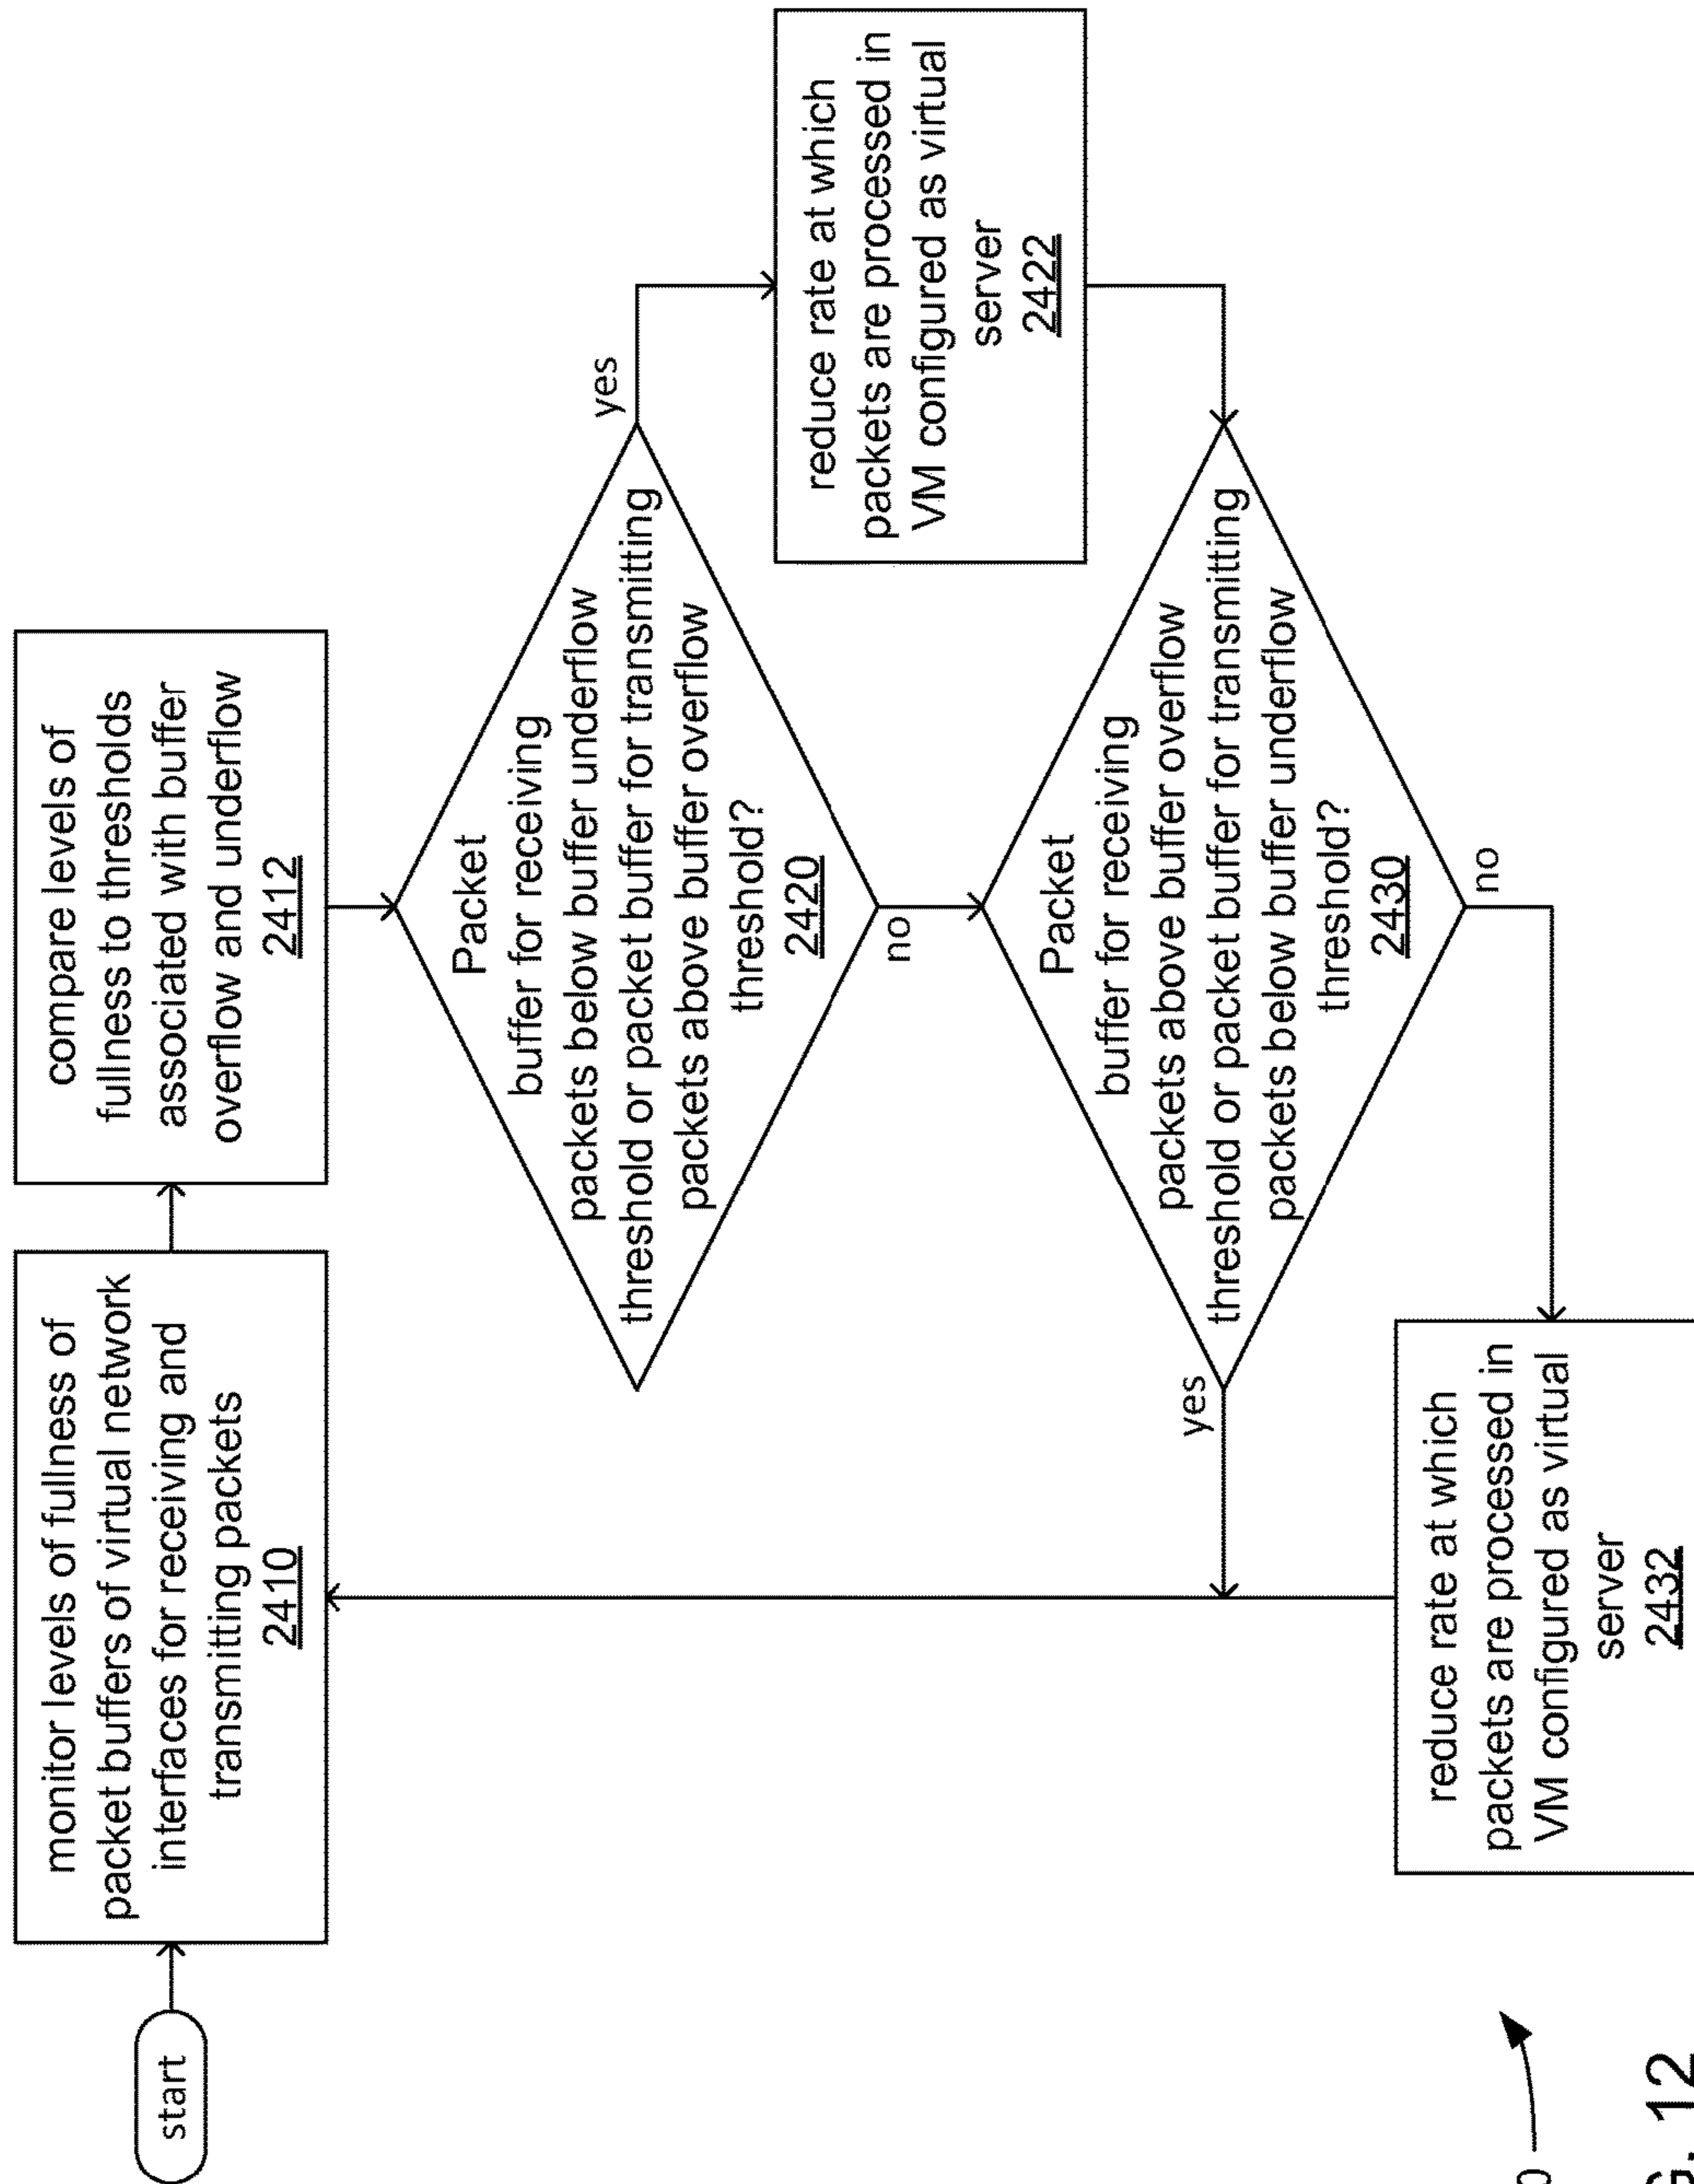 start
monitor levels of fullness of
packet buffers of virtual network
interfaces for receiving and
transmitting packets
2410
compare levels of
fullness to thresholds
associated with buffer
overflow and underflow
2412
Packet
buffer for receiving
packets below buffer underflow
threshold or packet buffer for transmitting
packets above buffer overflow
threshold?
2420
yes
no
reduce rate at which
packets are processed in
VM configured as virtual
server
2422
Packet
buffer for receiving
packets above buffer overflow
threshold or packet buffer for transmitting
packets below buffer underflow
threshold?
2430
yes
no
reduce rate at which
packets are processed in
VM configured as virtual
server
2432
12